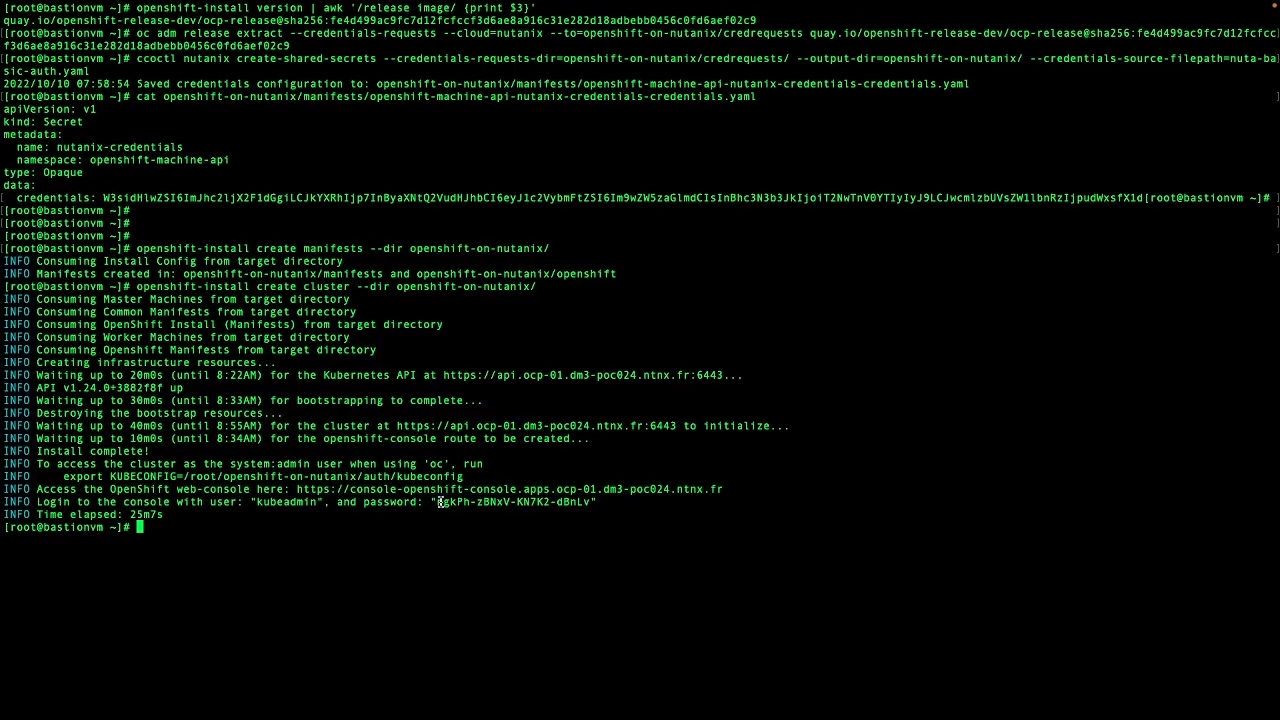 [root@bastionvm ~]# openshift-install version | awk '/release image/ {print $3}'
quay.io/openshift-release-dev/ocp-release@sha256:fe4d499ac9fc7d12fcfccf3d6ae8a916c31e282d18adbebb0456c0fd6aef02c9
[root@bastionvm ~]# oc adm release extract --credentials-requests --cloud=nutanix --to=openshift-on-nutanix/credrequests quay.io/openshift-release-dev/ocp-release@sha256:fe4d499ac9fc7d12fcfcc
f3d6ae8a916c31e282d18adbebb0456c0fd6aef02c9
[root@bastionvm ~]# ccoctl nutanix create-shared-secrets --credentials-requests-dir=openshift-on-nutanix/credrequests/ --output-dir=openshift-on-nutanix/ --credentials-source-filepath=nuta-ba
sic-auth.yaml
2022/10/10 07:58:54 Saved credentials configuration to: openshift-on-nutanix/manifests/openshift-machine-api-nutanix-credentials-credentials.yaml
[root@bastionvm ~]# cat openshift-on-nutanix/manifests/openshift-machine-api-nutanix-credentials-credentials.yaml
apiVersion: v1
kind: Secret
metadata:
  name: nutanix-credentials
  namespace: openshift-machine-api
type: Opaque
data:
  credentials: [root@bastionvm ~]#
[root@bastionvm ~]#
[root@bastionvm ~]#
[root@bastionvm ~]#
[root@bastionvm ~]# openshift-install create manifests --dir openshift-on-nutanix/
INFO Consuming Install Config from target directory
INFO Manifests created in: openshift-on-nutanix/manifests and openshift-on-nutanix/openshift
[root@bastionvm ~]# openshift-install create cluster --dir openshift-on-nutanix/
INFO Consuming Master Machines from target directory
INFO Consuming Common Manifests from target directory
INFO Consuming OpenShift Install (Manifests) from target directory
INFO Consuming Worker Machines from target directory
INFO Consuming Openshift Manifests from target directory
INFO Creating infrastructure resources...
INFO Waiting up to 20m0s (until 8:22AM) for the Kubernetes API at https://api.ocp-01.dm3-poc024.ntnx.fr:6443...
INFO API v1.24.0+3882f8f up
INFO Waiting up to 30m0s (until 8:33AM) for bootstrapping to complete...
INFO Destroying the bootstrap resources...
INFO Waiting up to 40m0s (until 8:55AM) for the cluster at https://api.ocp-01.dm3-poc024.ntnx.fr:6443 to initialize...
INFO Waiting up to 10m0s (until 8:34AM) for the openshift-console route to be created...
INFO Install complete!
INFO To access the cluster as the system:admin user when using 'oc', run
INFO     export KUBECONFIG=/root/openshift-on-nutanix/auth/kubeconfig
INFO Access the OpenShift web-console here: https://console-openshift-console.apps.ocp-01.dm3-poc024.ntnx.fr
INFO Login to the console with user: "kubeadmin", and password:
INFO Time elapsed: 25m7s
[root@bastionvm ~]#